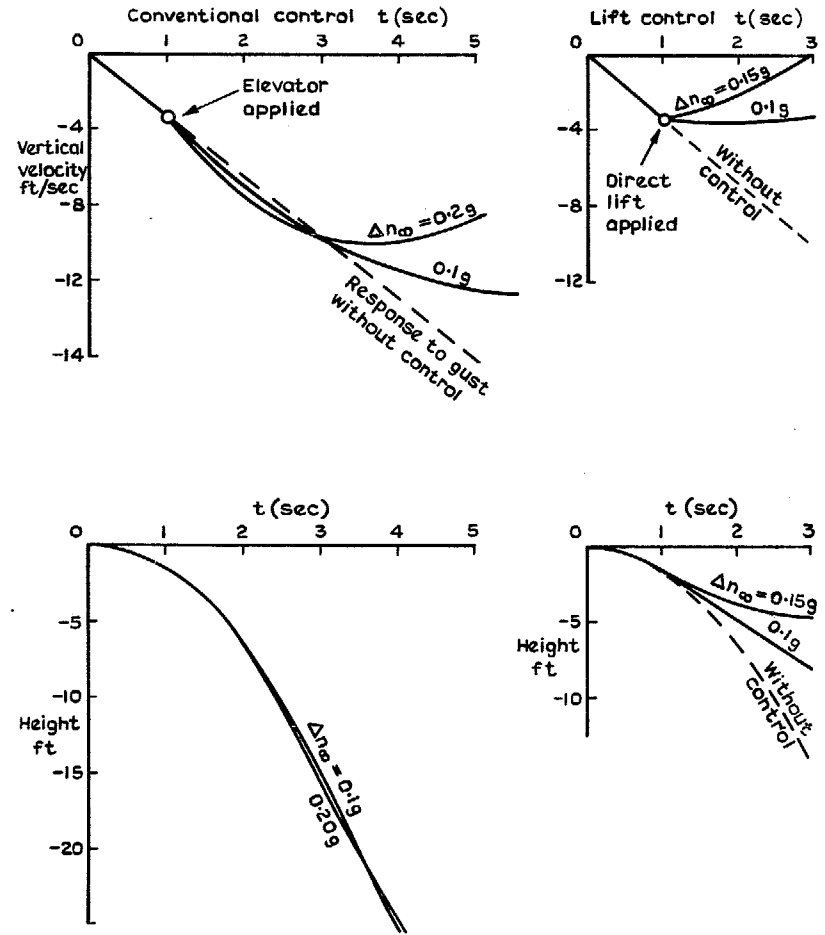 Conventional control t (sec)
0 1 2 3 4 5
Elevator
applied
-4
Vertical
velocity
ft/sec
-8
-12
-14
Δn∞ = 0.2g
0.1g
Response to gust
without control
Lift control t (sec)
0 1 2 3
Δn∞ = 0.15g
0.1g
-4
-8
-12
Direct
lift
applied
Without
control
t (sec)
0 1 2 3 4 5
-5
-10
Height
ft
-15
-20
Δn∞ = 0.1g
0.20g
t (sec)
0 1 2 3
Δn∞ = 0.15g
0.1g
-5
Height
ft
-10
Without
control